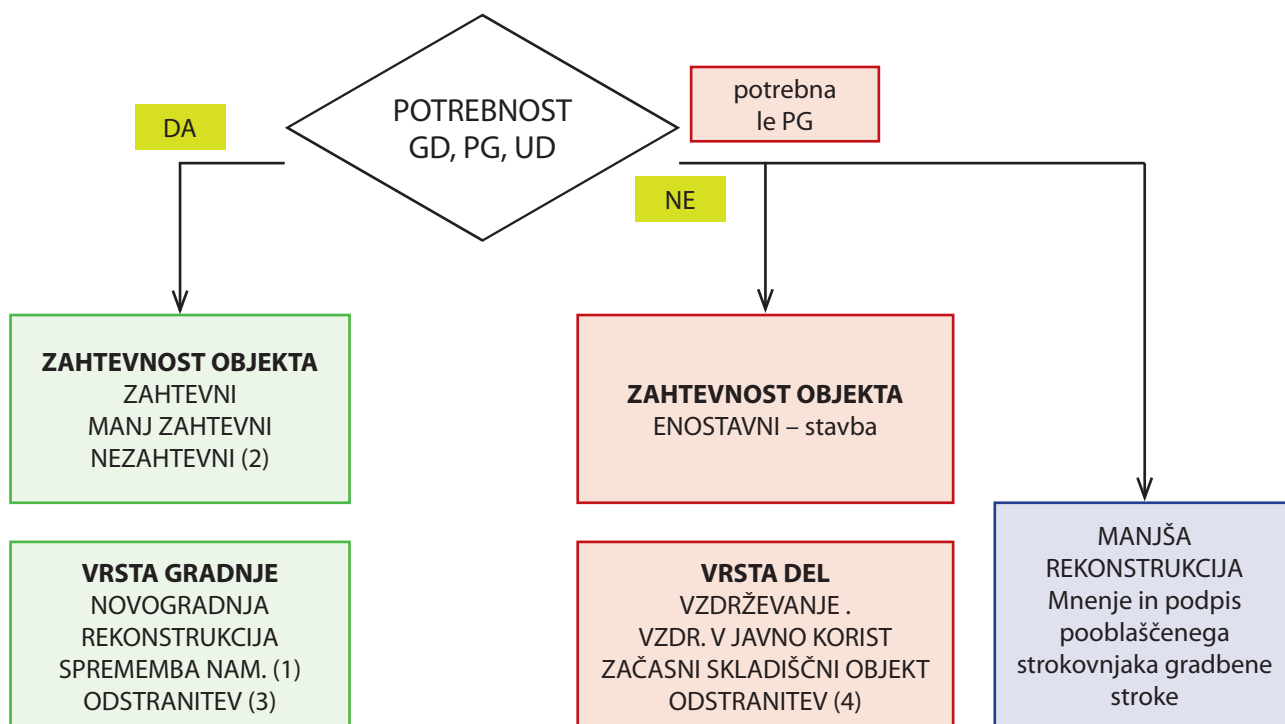 POTREBNOST
GD, PG, UD
DA
potrebna
le PG
NE
ZAHTEVNOST OBJEKTA
ZAHTEVNI
MANJ ZAHTEVNI
NEZAHTEVNI (2)
ZAHTEVNOST OBJEKTA
ENOSTAVNI – stavba
VRSTA GRADNJE
NOVOGRADNJA
REKONSTRUKCIJA
SPREMEMBA NAM. (1)
ODSTRANITEV (3)
VRSTA DEL
VZDRŽEVANJE .
VZDR. V JAVNO KORIST
ZAČASNI SKLADIŠČNI OBJEKT
ODSTRANITEV (4)
MANJŠA
REKONSTRUKCIJA
Mnenje in podpis
pooblaščenega
strokovnjaka gradbene
stroke